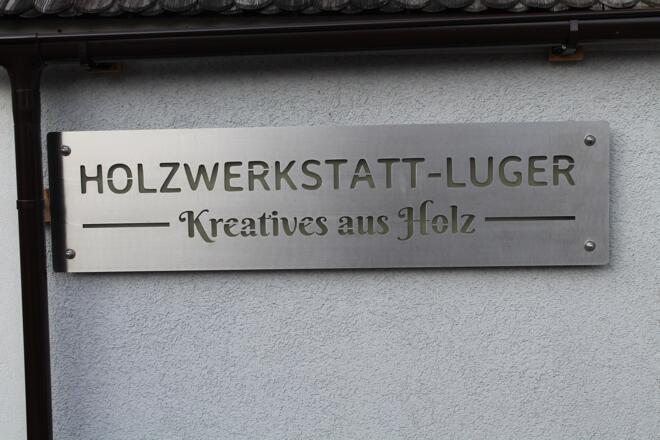 HOLZWERKSTATT-LUGER
Kreatives aus Holz